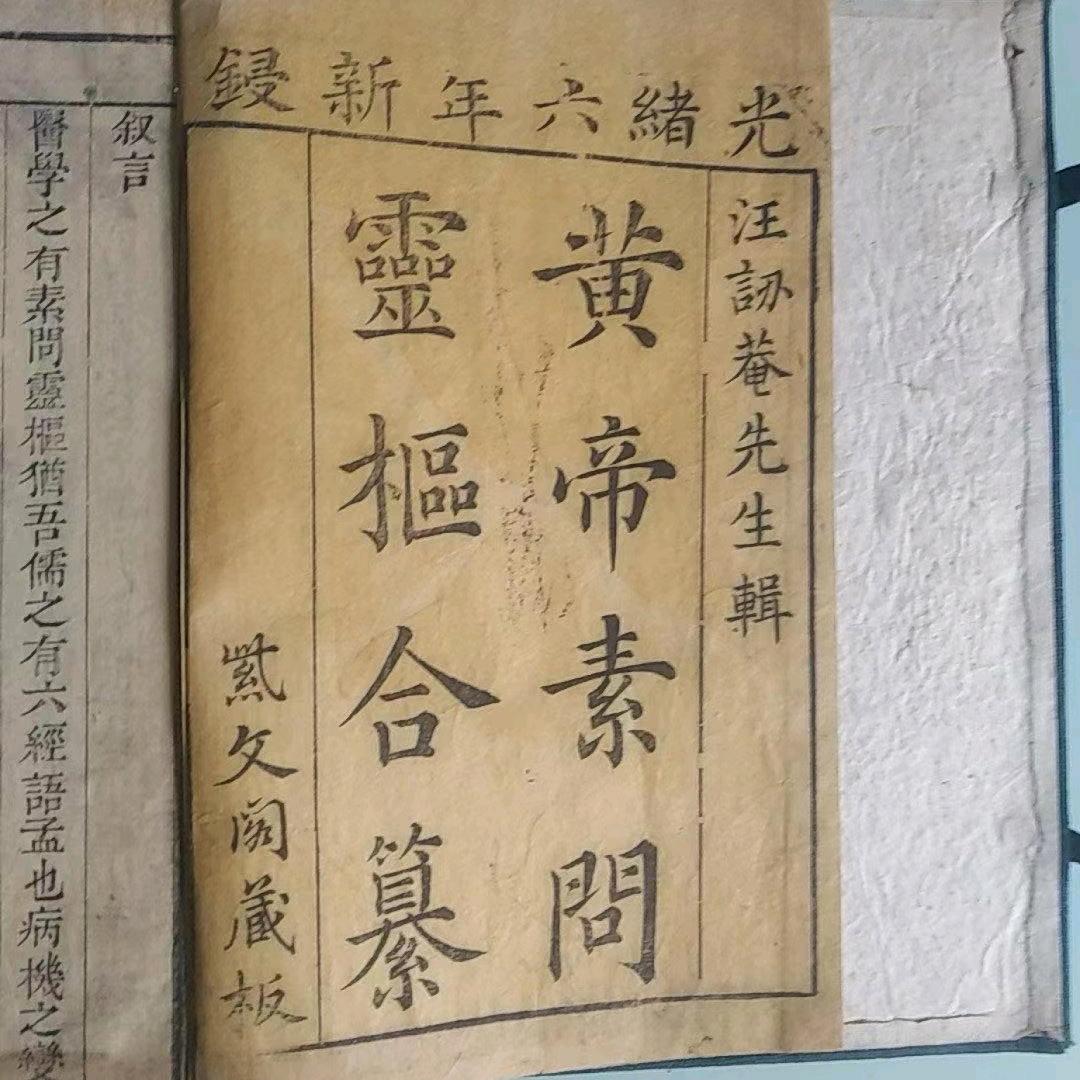 光緒六年新鋟
汪訒菴先生輯
黃帝素問
靈樞合纂
紫文閣藏板
叙言
醫學之有素問靈樞猶吾儒之有六經語孟也病機之變